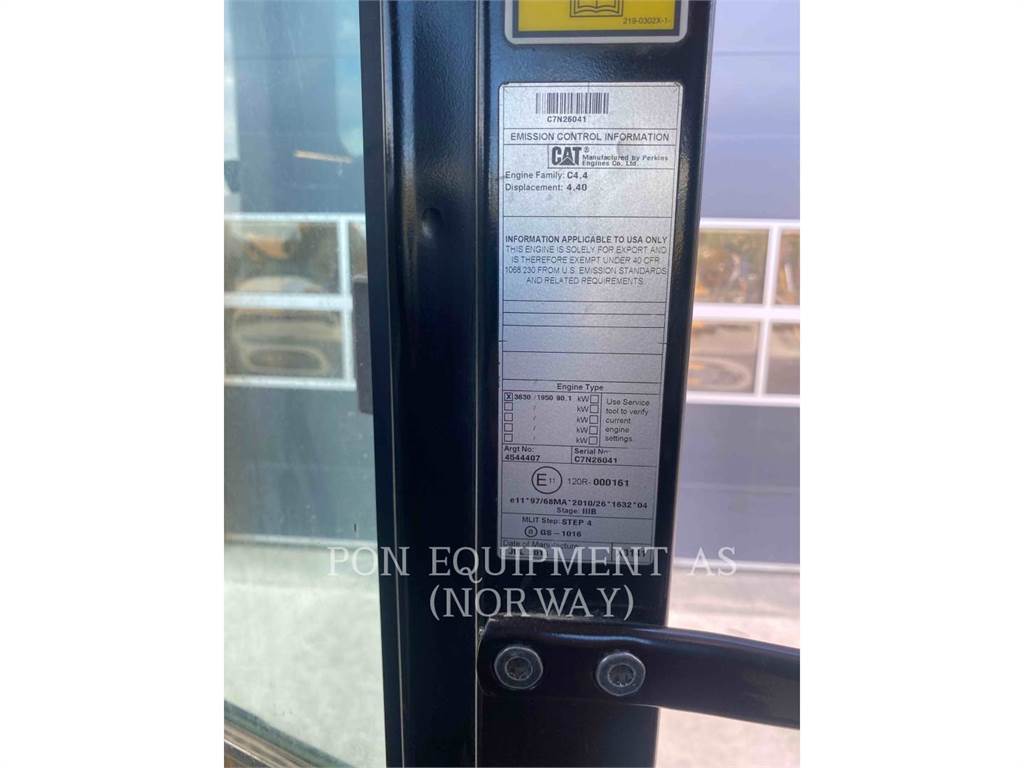 219-0302X-1-
C7N26041
EMISSION CONTROL INFORMATION
CAT® Manufactured by Perkins
Engines Co. Ltd.
Engine Family: C4.4
Displacement: 4.40
INFORMATION APPLICABLE TO USA ONLY
THIS ENGINE IS SOLELY FOR EXPORT AND
IS THEREFORE EXEMPT UNDER 40 CFR
1068.230 FROM U.S. EMISSION STANDARDS
AND RELATED REQUIREMENTS.
Engine Type
X 3630 / 1950 90.1 kW
/ kW
/ kW
/ kW
/ kW
Use Service
tool to verify
current
engine
settings.
Argt No: Serial No:
4544407 C7N26041
E11 120R-000161
e11*97/68MA*2010/26*1632*04
Stage: IIIB
MLIT Step: STEP 4
GS-1016
Date of Manufacture:
PON EQUIPMENT AS
(NORWAY)